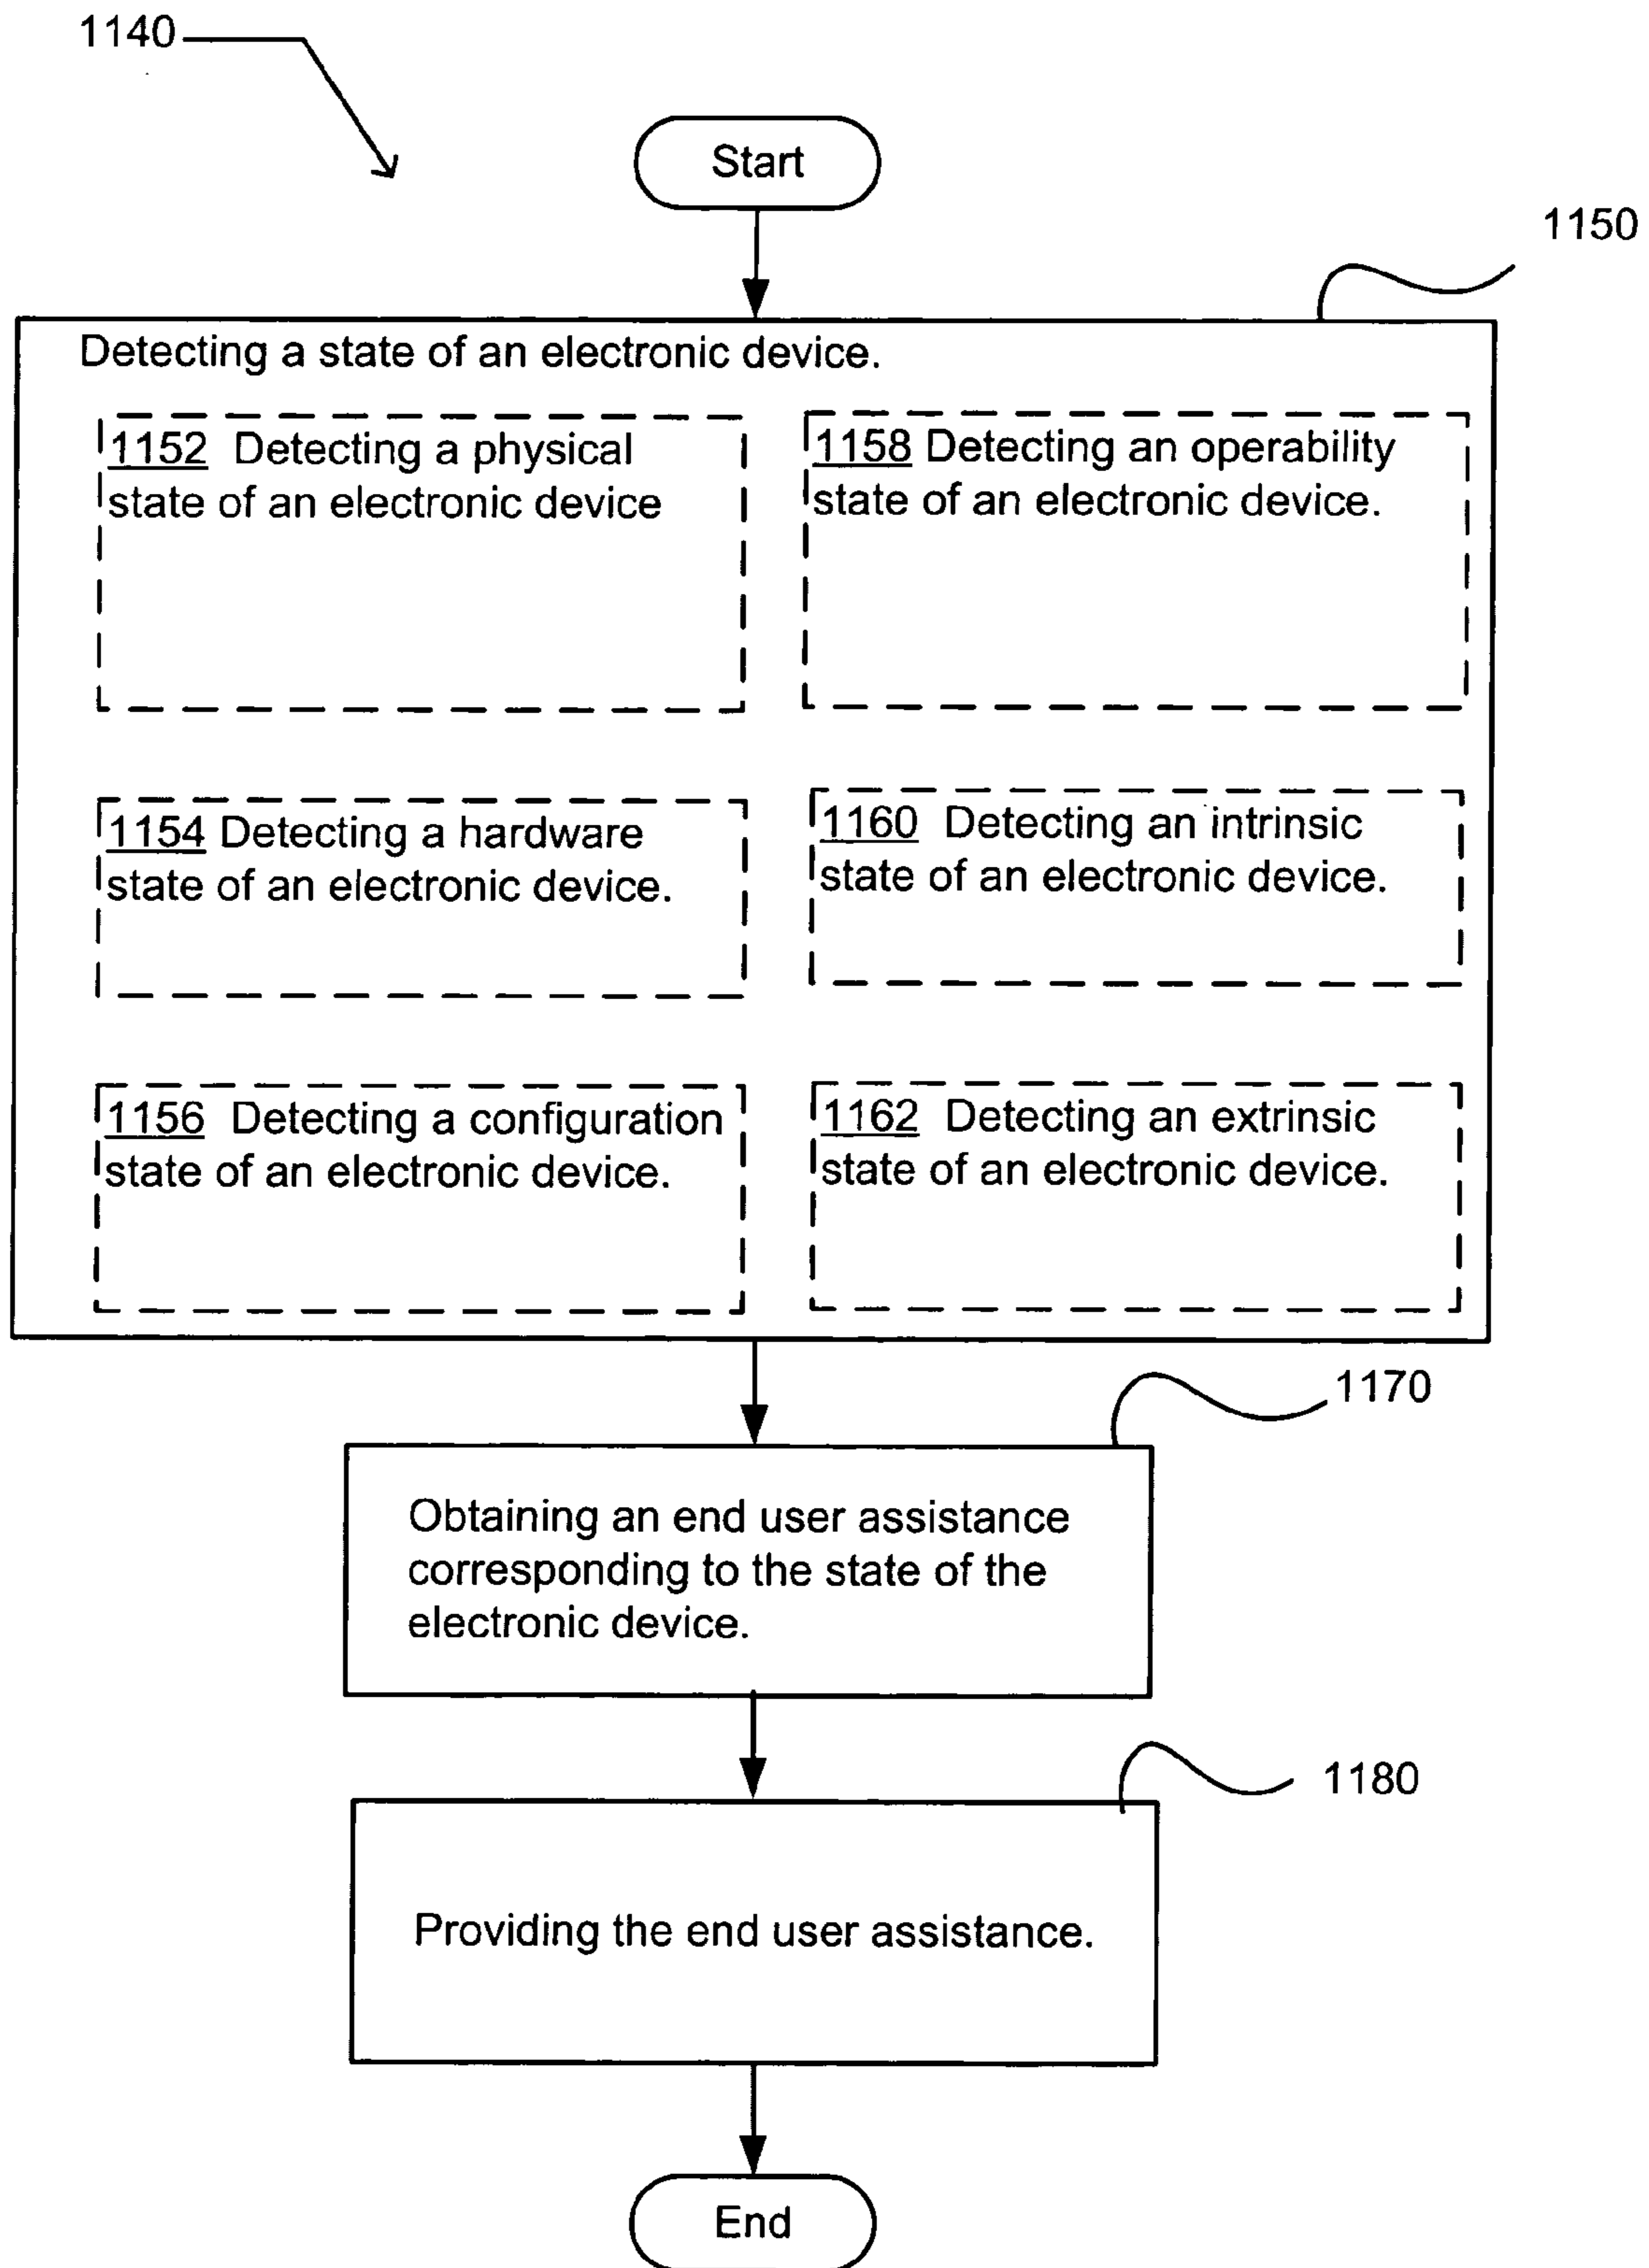 1140
Start
1150
Detecting a state of an electronic device.
1152 Detecting a physical
state of an electronic device
1158 Detecting an operability
state of an electronic device.
1154 Detecting a hardware
state of an electronic device.
1160 Detecting an intrinsic
state of an electronic device.
1156 Detecting a configuration
state of an electronic device.
1162 Detecting an extrinsic
state of an electronic device.
1170
Obtaining an end user assistance
corresponding to the state of the
electronic device.
1180
Providing the end user assistance.
End